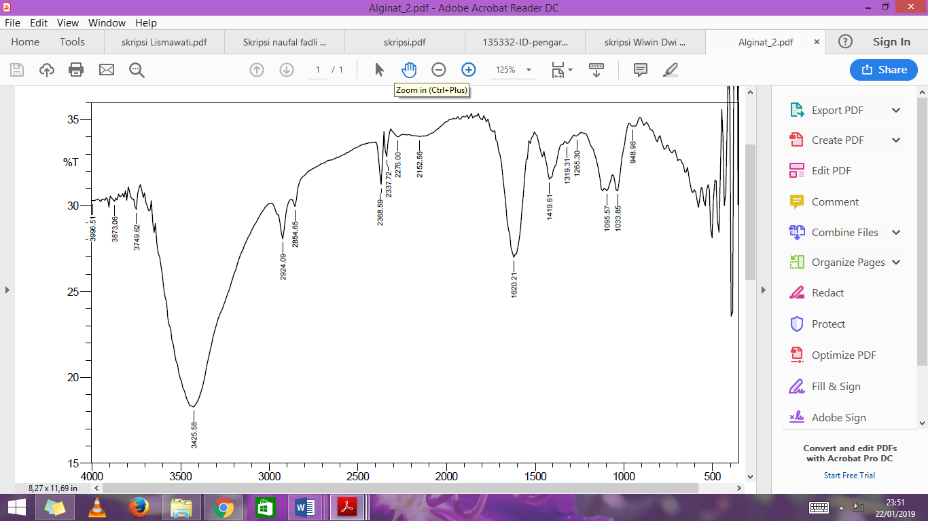 Alginat_2.pdf - Adobe Acrobat Reader DC
File Edit View Window Help
Home Tools skripsi Lismawati.pdf Skripsi naufal fadli ... skripsi.pdf 135332-ID-pengar... skripsi Wiwin Dwi ... Alginat_2.pdf × ? Sign In
1 / 1 125% Share
Zoom in (Ctrl+Plus)
35
%T
30
25
20
15
3996.51
3873.06
3749.62
3425.58
2924.09
2854.65
2368.59
2337.72
2276.00
2152.56
1620.21
1419.61
1319.31
1265.30
1095.57
1033.85
948.98
4000 3500 3000 2500 2000 1500 1000 500
8,27 x 11,69 in
Export PDF
Create PDF
Edit PDF
Comment
Combine Files
Organize Pages
Redact
Protect
Optimize PDF
Fill & Sign
Adobe Sign
Convert and edit PDFs
with Acrobat Pro DC
Start Free Trial
23:51
22/01/2019